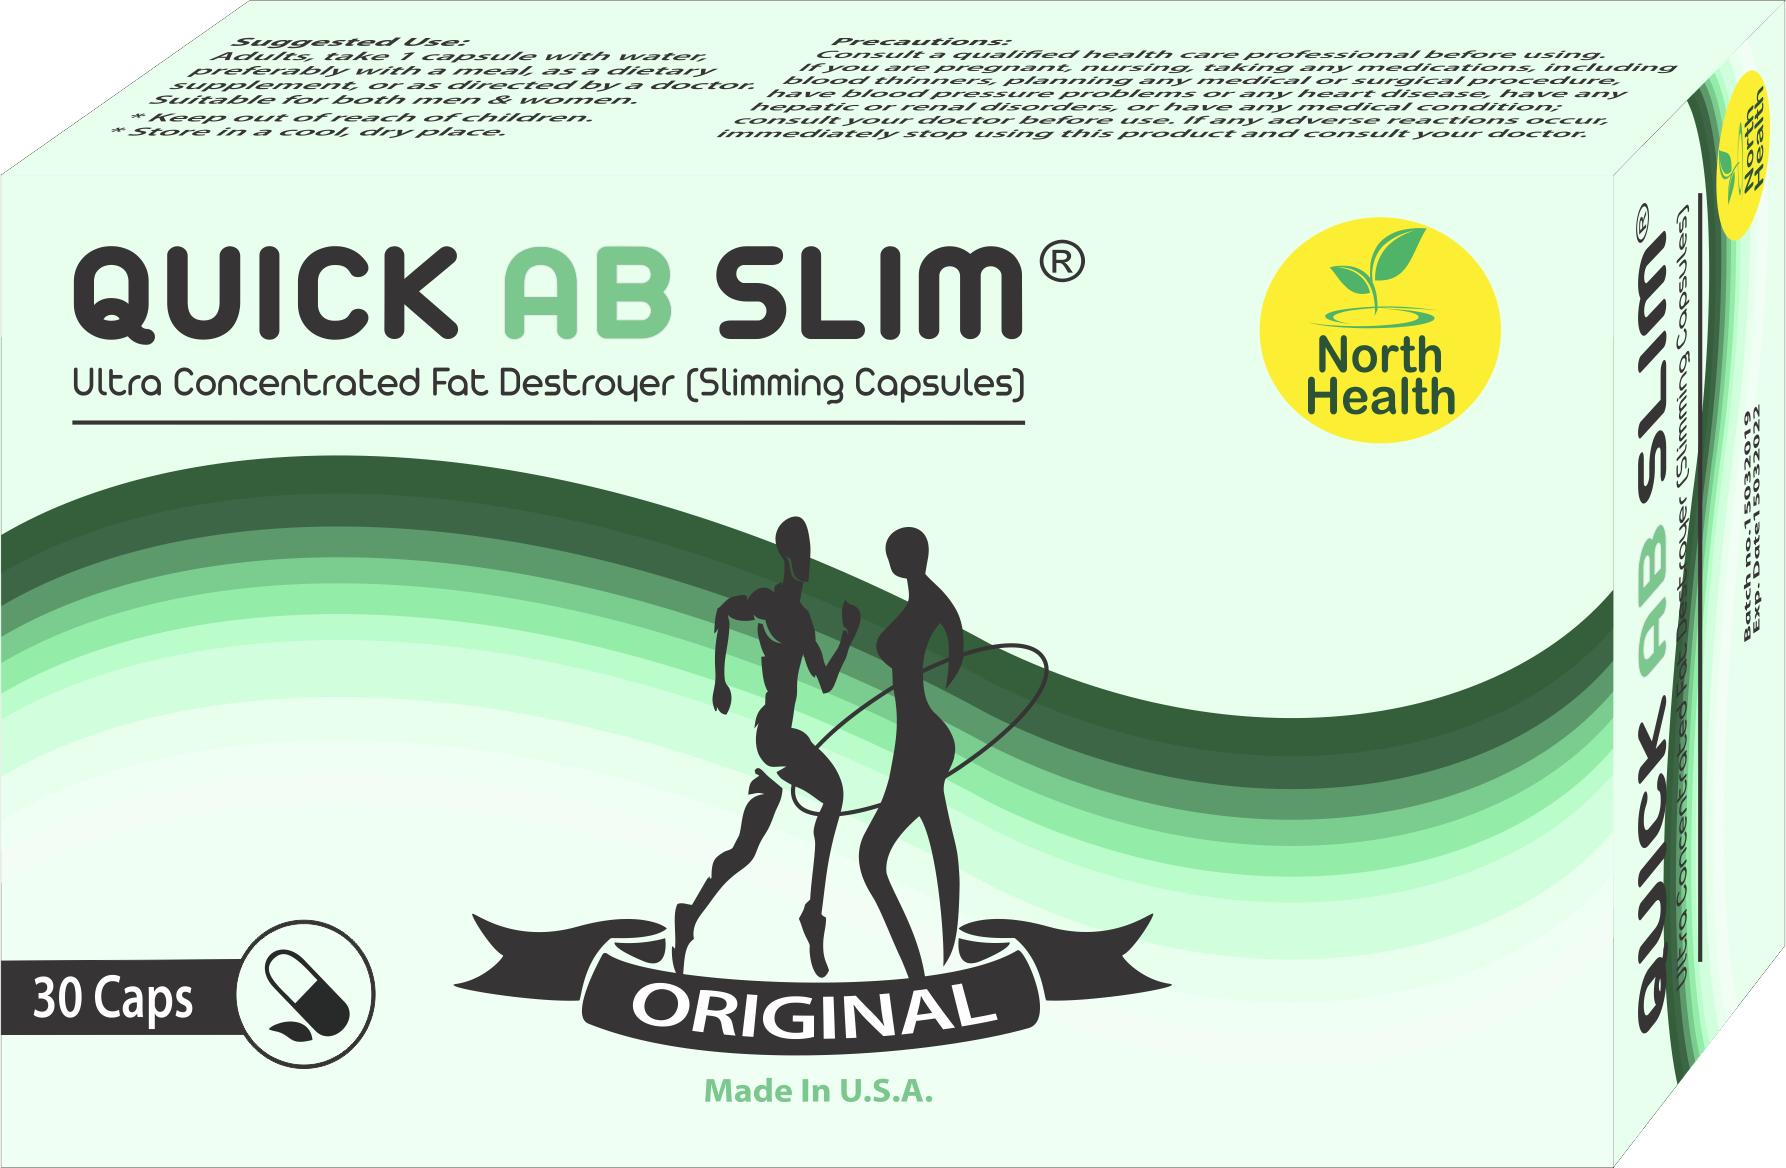 Suggested Use:
Adults, take 1 capsule with water,
preferably with a meal, as a dietary
supplement, or as directed by a doctor.
Suitable for both men & women.
* Keep out of reach of children.
* Store in a cool, dry place.
Precautions:
Consult a qualified health care professional before using.
If you are pregnant, nursing, taking any medications, including
blood thinners, planning any medical or surgical procedure,
have blood pressure problems or any heart disease, have any
hepatic or renal disorders, or have any medical condition;
consult your doctor before use. If any adverse reactions occur,
immediately stop using this product and consult your doctor.
QUICK AB SLIM®
Ultra Concentrated Fat Destroyer (Slimming Capsules)
North
Health
30 Caps
ORIGINAL
Made In U.S.A.
QUICK AB SLIM®
Ultra Concentrated Fat Destroyer (Slimming Capsules)
North
Health
Batch no.15032019
Exp. Date15032022